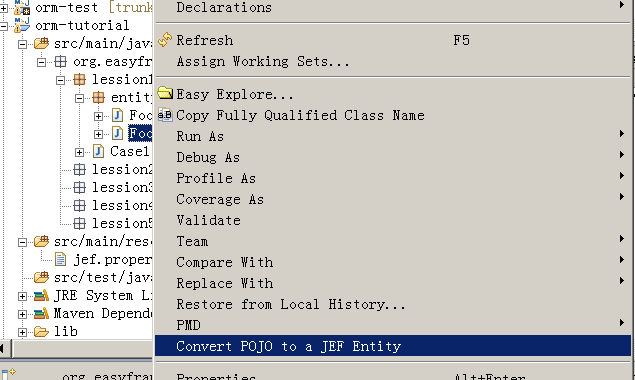 Declarations
orm-test [trunk
orm-tutorial
Refresh F5
src/main/java
Assign Working Sets...
org.easyfra
lession1
Easy Explore...
entity
Foo
Copy Fully Qualified Class Name
Foo
Run As
Case1
Debug As
lession2
Profile As
lession3
Coverage As
lession4
Validate
lession5
Team
src/main/reso
Compare With
jef.proper
Replace With
src/test/java
Restore from Local History...
JRE System Li
Maven Depende
PMD
lib
Convert POJO to a JEF Entity
org.easyfra
Properties Alt+Enter